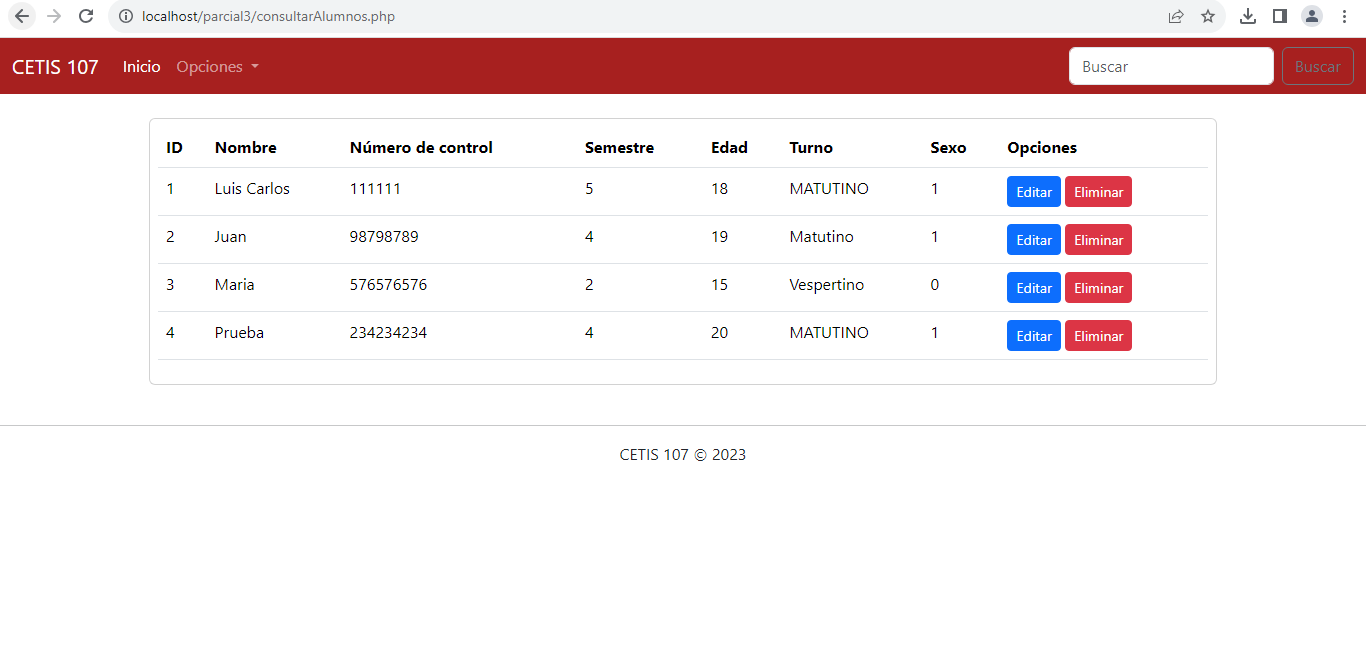 localhost/parcial3/consultarAlumnos.php
CETIS 107 Inicio Opciones Buscar Buscar
ID Nombre Número de control Semestre Edad Turno Sexo Opciones
1 Luis Carlos 111111 5 18 MATUTINO 1 Editar Eliminar
2 Juan 98798789 4 19 Matutino 1 Editar Eliminar
3 Maria 576576576 2 15 Vespertino 0 Editar Eliminar
4 Prueba 234234234 4 20 MATUTINO 1 Editar Eliminar
CETIS 107 © 2023